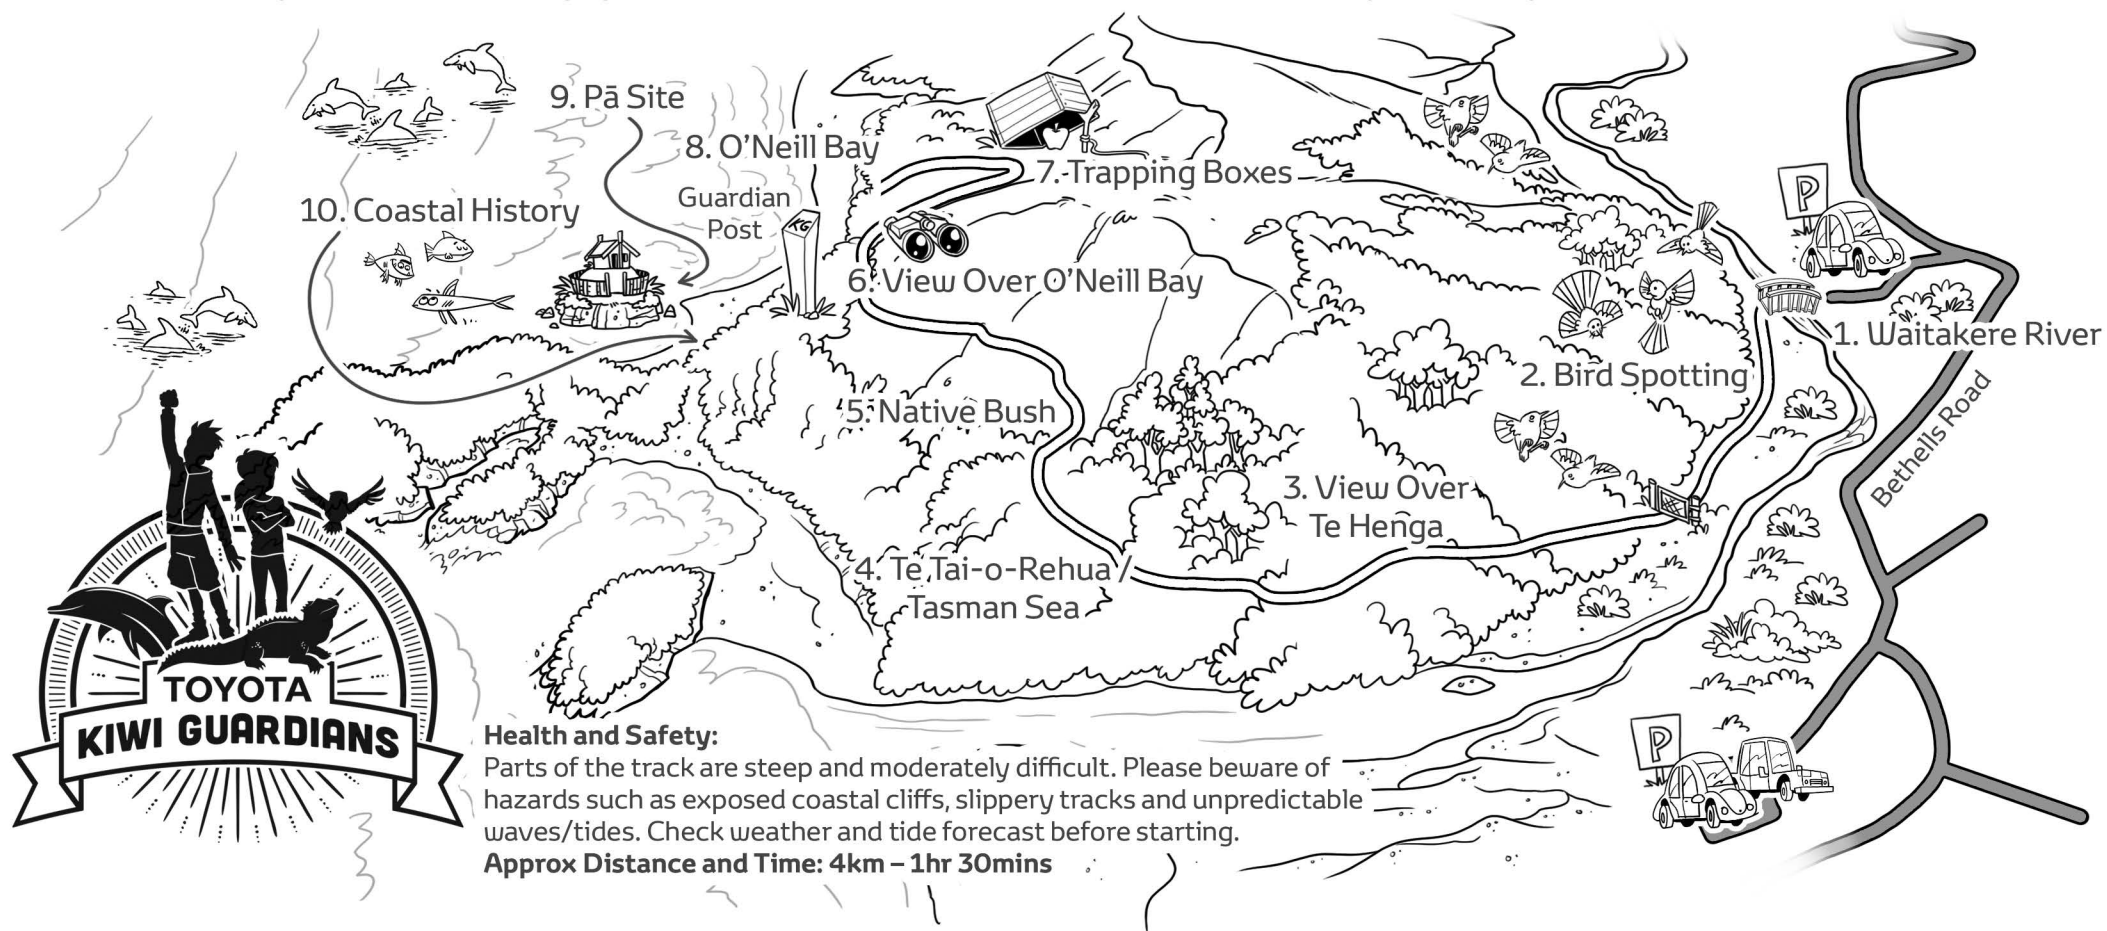 9. Pā Site
8. O'Neill Bay
Guardian
Post
KG
10. Coastal History
7. Trapping Boxes
P
6. View Over O'Neill Bay
1. Waitakere River
2. Bird Spotting
5. Native Bush
Bethells Road
3. View Over
Te Henga
4. Te Tai-o-Rehua /
Tasman Sea
P
TOYOTA
KIWI GUARDIANS
Health and Safety:
Parts of the track are steep and moderately difficult. Please beware of
hazards such as exposed coastal cliffs, slippery tracks and unpredictable
waves/tides. Check weather and tide forecast before starting.
Approx Distance and Time: 4km – 1hr 30mins